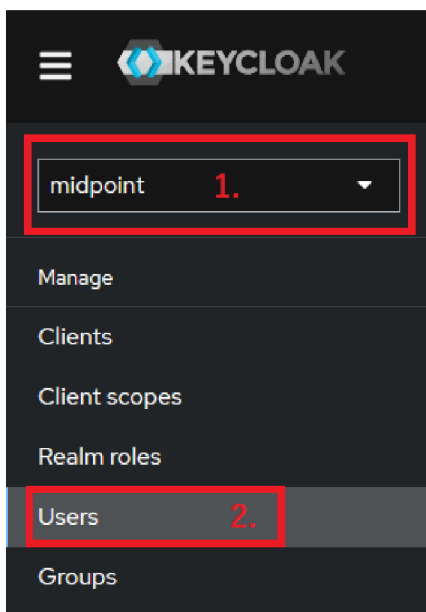 KEYCLOAK
midpoint 1.
Manage
Clients
Client scopes
Realm roles
Users 2.
Groups